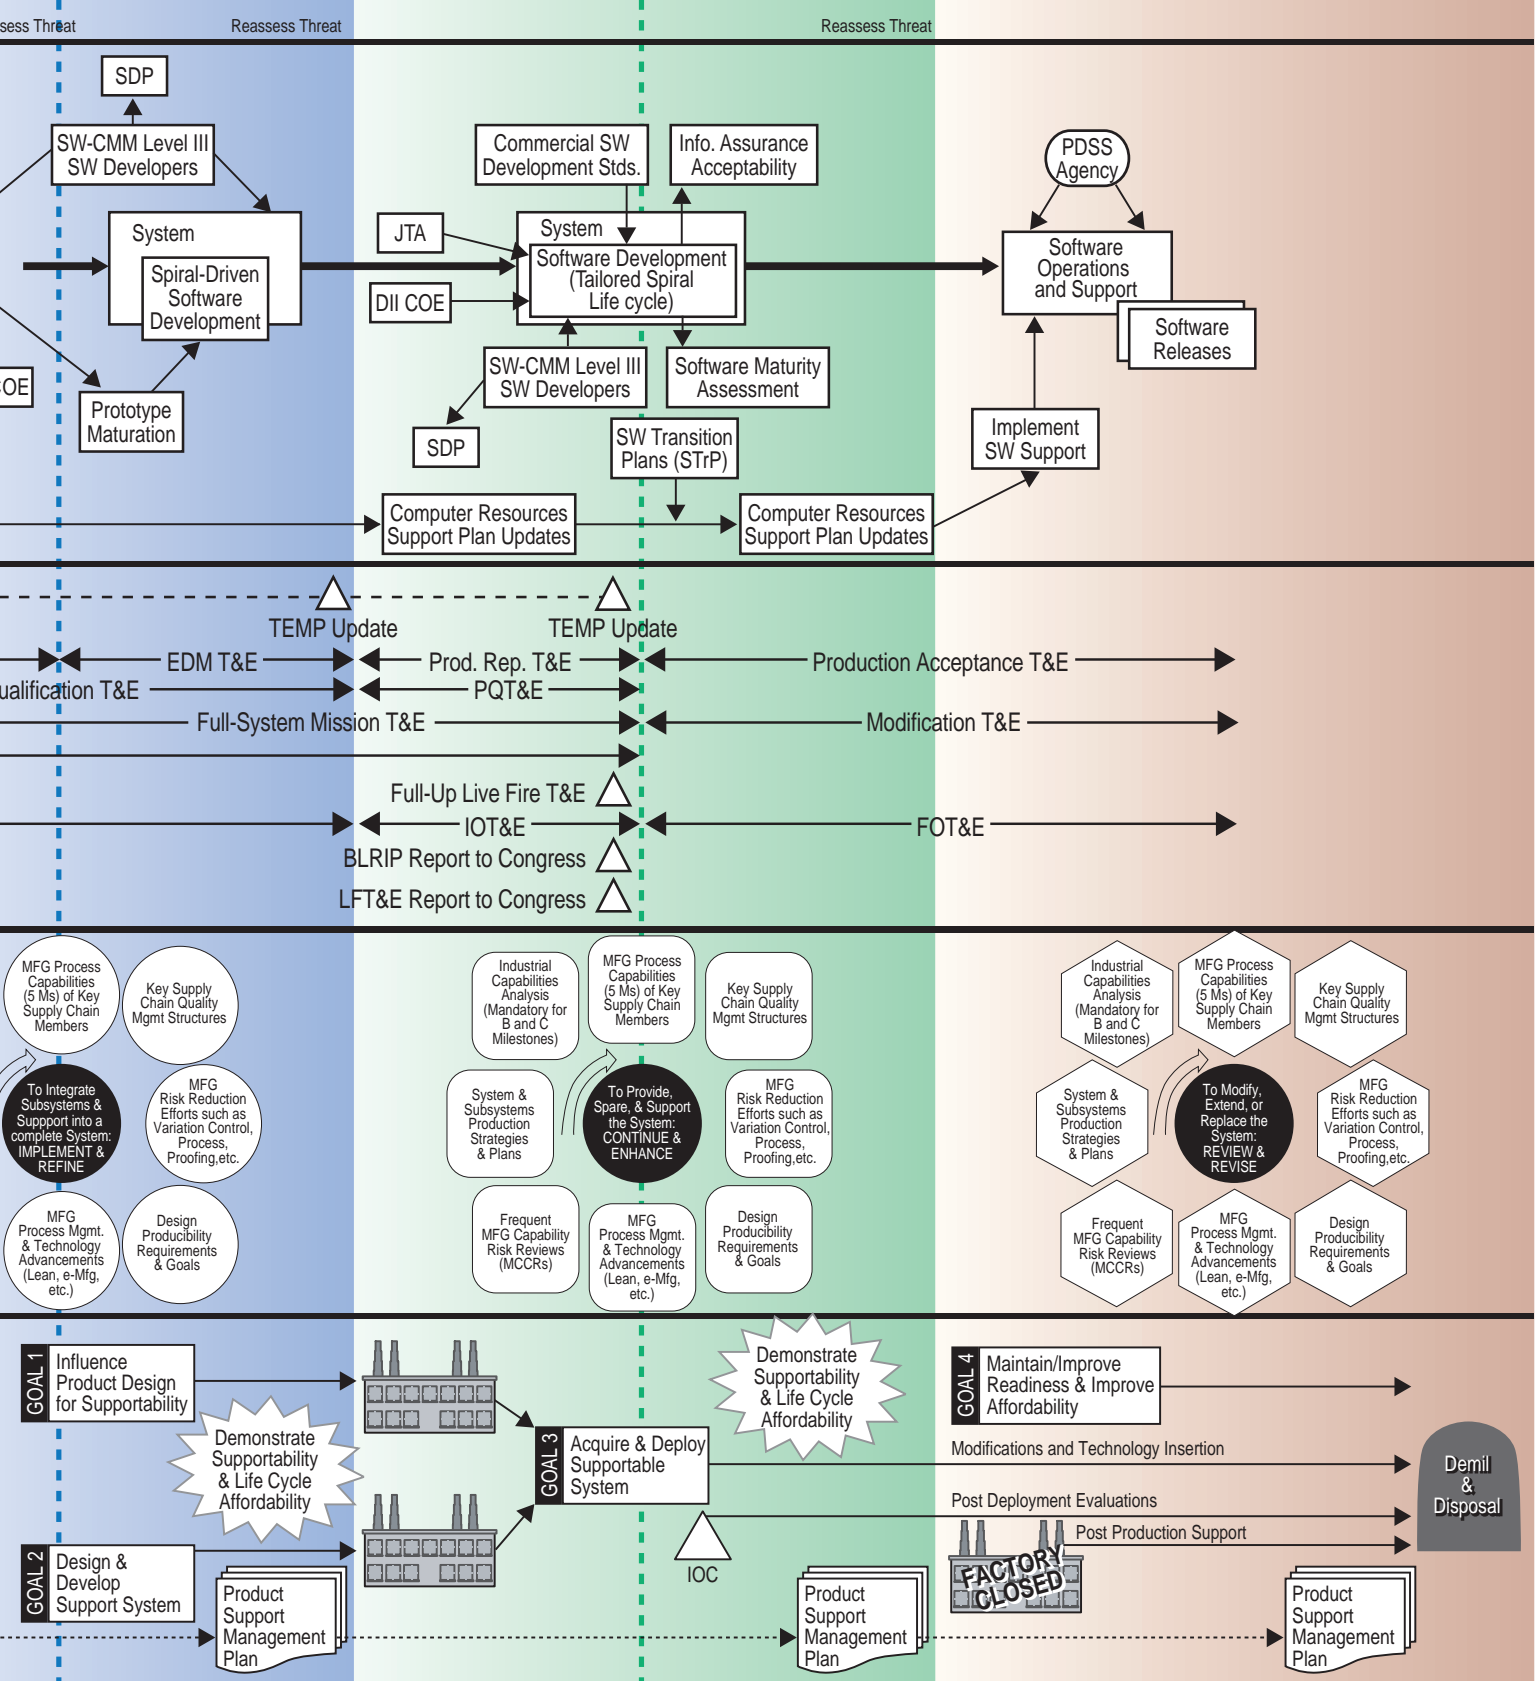 sess Threat
Reassess Threat
Reassess Threat
SDP
SW-CMM Level III
SW Developers
System
Spiral-Driven
Software
Development
COE
Prototype
Maturation
Commercial SW
Development Stds.
Info. Assurance
Acceptability
JTA
DII COE
System
Software Development
(Tailored Spiral
Life cycle)
SW-CMM Level III
SW Developers
Software Maturity
Assessment
SDP
SW Transition
Plans (STrP)
Computer Resources
Support Plan Updates
Computer Resources
Support Plan Updates
PDSS
Agency
Software
Operations
and Support
Software
Releases
Implement
SW Support
TEMP Update
TEMP Update
EDM T&E
Prod. Rep. T&E
Production Acceptance T&E
ualification T&E
PQT&E
Full-System Mission T&E
Modification T&E
Full-Up Live Fire T&E
IOT&E
FOT&E
BLRIP Report to Congress
LFT&E Report to Congress
MFG Process
Capabilities
(5 Ms) of Key
Supply Chain
Members
Key Supply
Chain Quality
Mgmt Structures
To Integrate
Subsystems &
Suppport into a
complete System:
IMPLEMENT &
REFINE
MFG
Risk Reduction
Efforts such as
Variation Control,
Process,
Proofing,etc.
MFG
Process Mgmt.
& Technology
Advancements
(Lean, e-Mfg,
etc.)
Design
Producibility
Requirements
& Goals
Industrial
Capabilities
Analysis
(Mandatory for
B and C
Milestones)
MFG Process
Capabilities
(5 Ms) of Key
Supply Chain
Members
Key Supply
Chain Quality
Mgmt Structures
System &
Subsystems
Production
Strategies
& Plans
To Provide,
Spare, & Support
the System:
CONTINUE &
ENHANCE
MFG
Risk Reduction
Efforts such as
Variation Control,
Process,
Proofing,etc.
Frequent
MFG Capability
Risk Reviews
(MCCRs)
MFG
Process Mgmt.
& Technology
Advancements
(Lean, e-Mfg,
etc.)
Design
Producibility
Requirements
& Goals
Industrial
Capabilities
Analysis
(Mandatory for
B and C
Milestones)
MFG Process
Capabilities
(5 Ms) of Key
Supply Chain
Members
Key Supply
Chain Quality
Mgmt Structures
System &
Subsystems
Production
Strategies
& Plans
To Modify,
Extend, or
Replace the
System:
REVIEW &
REVISE
MFG
Risk Reduction
Efforts such as
Variation Control,
Process,
Proofing,etc.
Frequent
MFG Capability
Risk Reviews
(MCCRs)
MFG
Process Mgmt.
& Technology
Advancements
(Lean, e-Mfg,
etc.)
Design
Producibility
Requirements
& Goals
GOAL 1
Influence
Product Design
for Supportability
Demonstrate
Supportability
& Life Cycle
Affordability
GOAL 2
Design &
Develop
Support System
Product
Support
Management
Plan
GOAL 3
Acquire & Deploy
Supportable
System
IOC
Demonstrate
Supportability
& Life Cycle
Affordability
Product
Support
Management
Plan
GOAL 4
Maintain/Improve
Readiness & Improve
Affordability
Modifications and Technology Insertion
Post Deployment Evaluations
Post Production Support
FACTORY
CLOSED
Demil
&
Disposal
Product
Support
Management
Plan